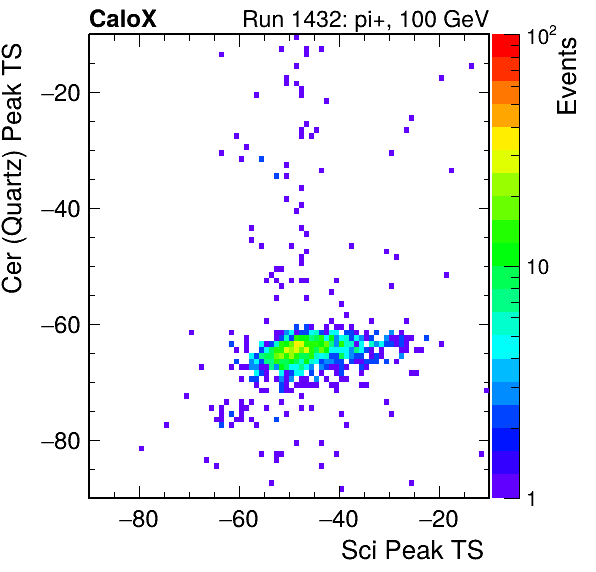 CaloX Run 1432: pi+, 100 GeV
Cer (Quartz) Peak TS
−20
−40
−60
−80
−80 −60 −40 −20
Sci Peak TS
10²
10
1
Events